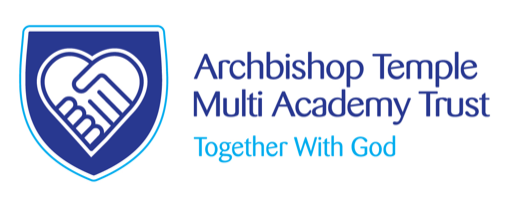 Archbishop Temple
Multi Academy Trust
Together With God